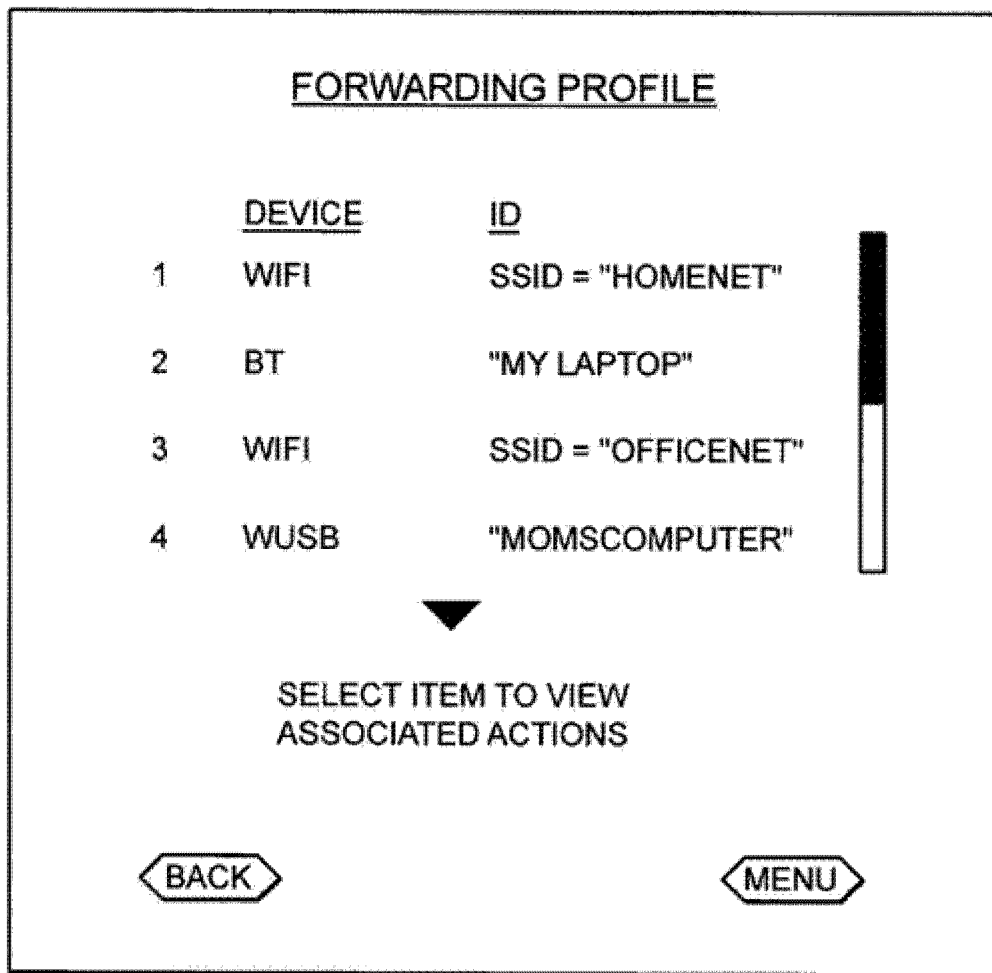 FORWARDING PROFILE
DEVICE ID
1 WIFI SSID = "HOMENET"
2 BT "MY LAPTOP"
3 WIFI SSID = "OFFICENET"
4 WUSB "MOMSCOMPUTER"
SELECT ITEM TO VIEW
ASSOCIATED ACTIONS
BACK MENU